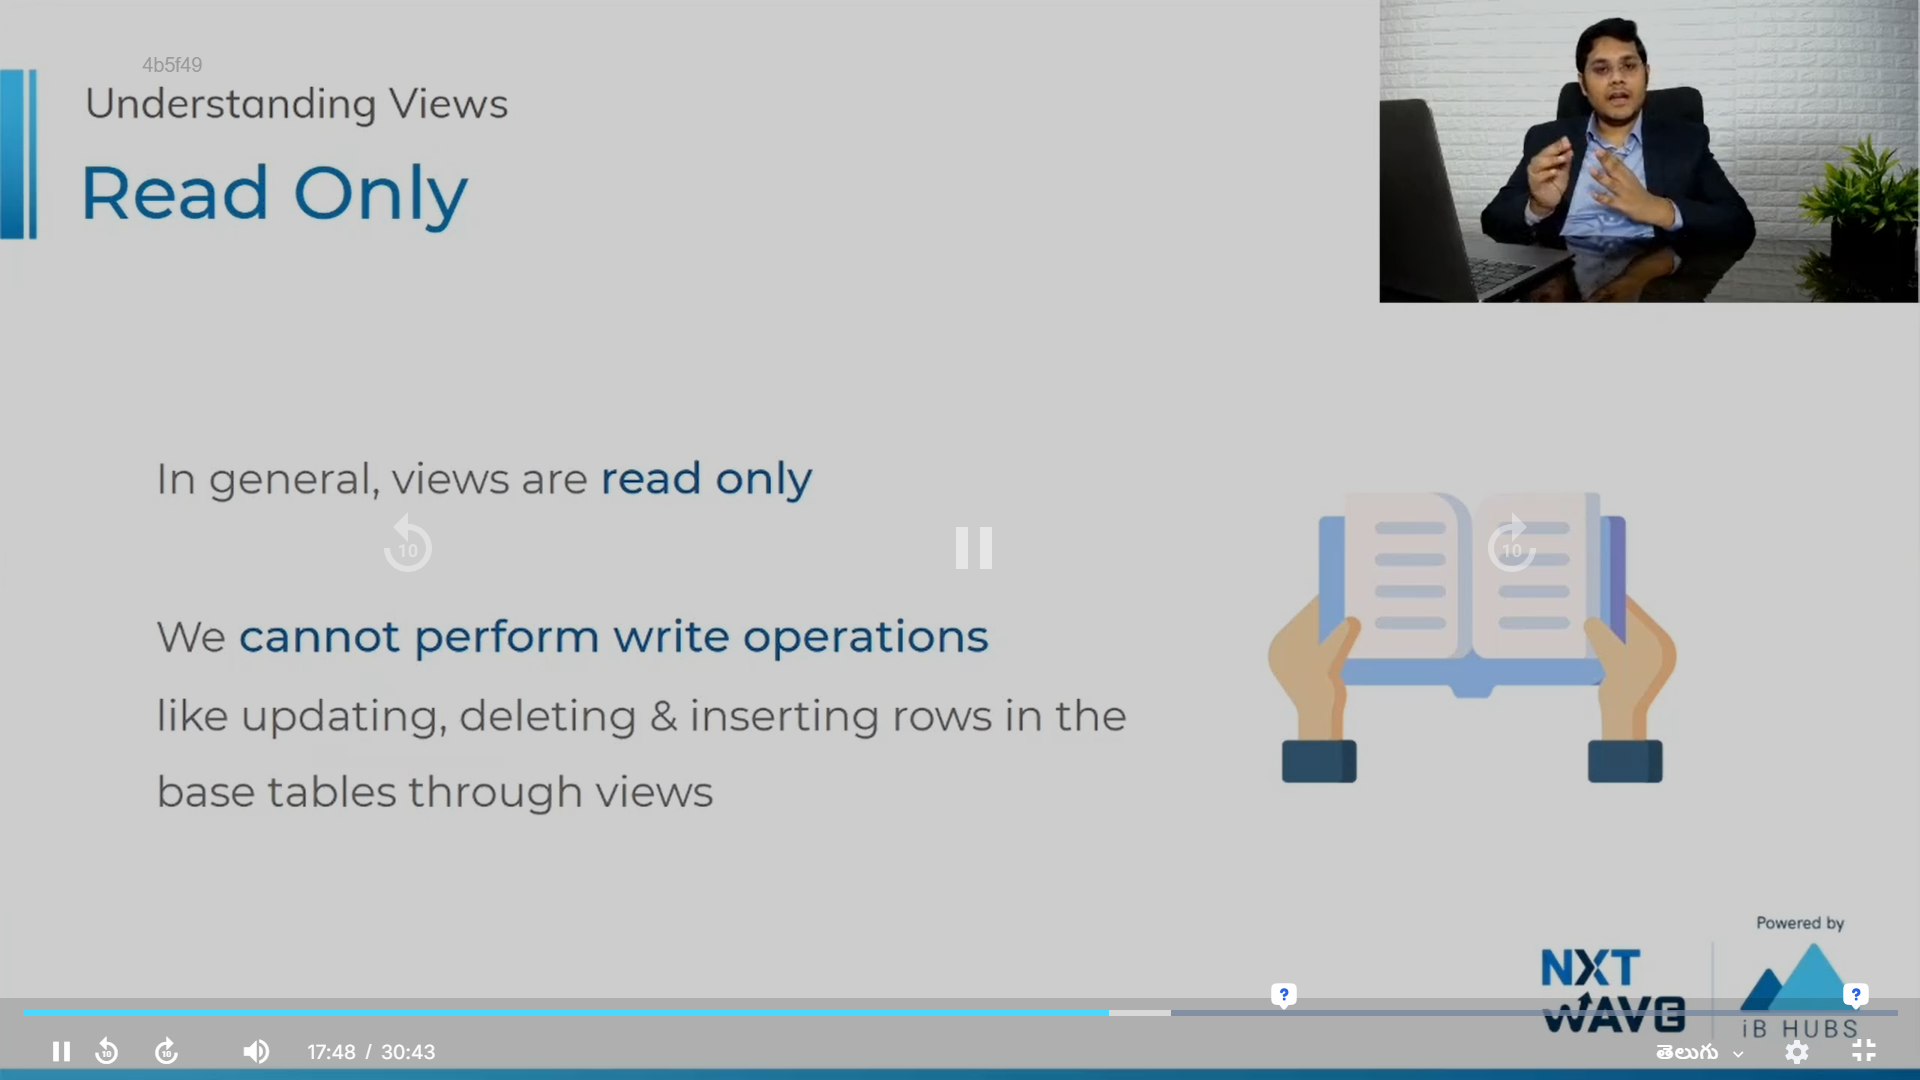 4b5f49
Understanding Views
Read Only
In general, views are read only
10
10
We cannot perform write operations
like updating, deleting & inserting rows in the
base tables through views
Powered by
NXT
WAVE
iB HUBS
?
?
10
10
17:48 / 30:43
తెలుగు